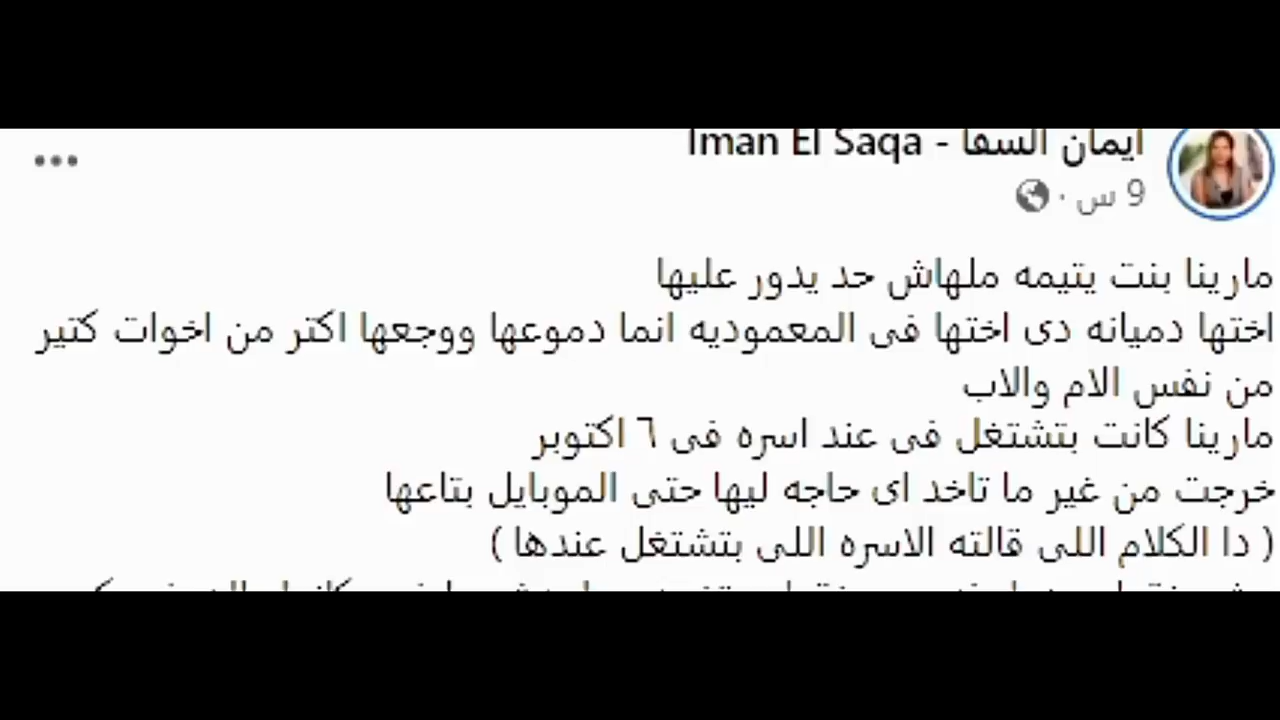 ايمان السقا - Iman El Saqa
9 س ·
مارينا بنت يتيمه ملهاش حد يدور عليها
اختها دميانه دى اختها فى المعموديه انما دموعها ووجعها اكتر من اخوات كتير
من نفس الام والاب
مارينا كانت بتشتغل فى عند اسره فى ٦ اكتوبر
خرجت من غير ما تاخد اى حاجه ليها حتى الموبايل بتاعها
( دا الكلام اللى قالته الاسره اللى بتشتغل عندها )